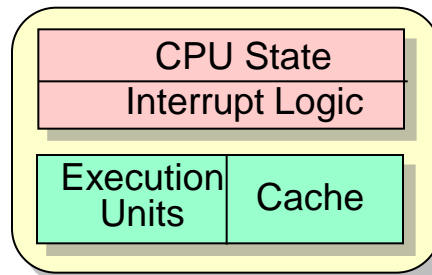 CPU State
Interrupt Logic
Execution
Units
Cache